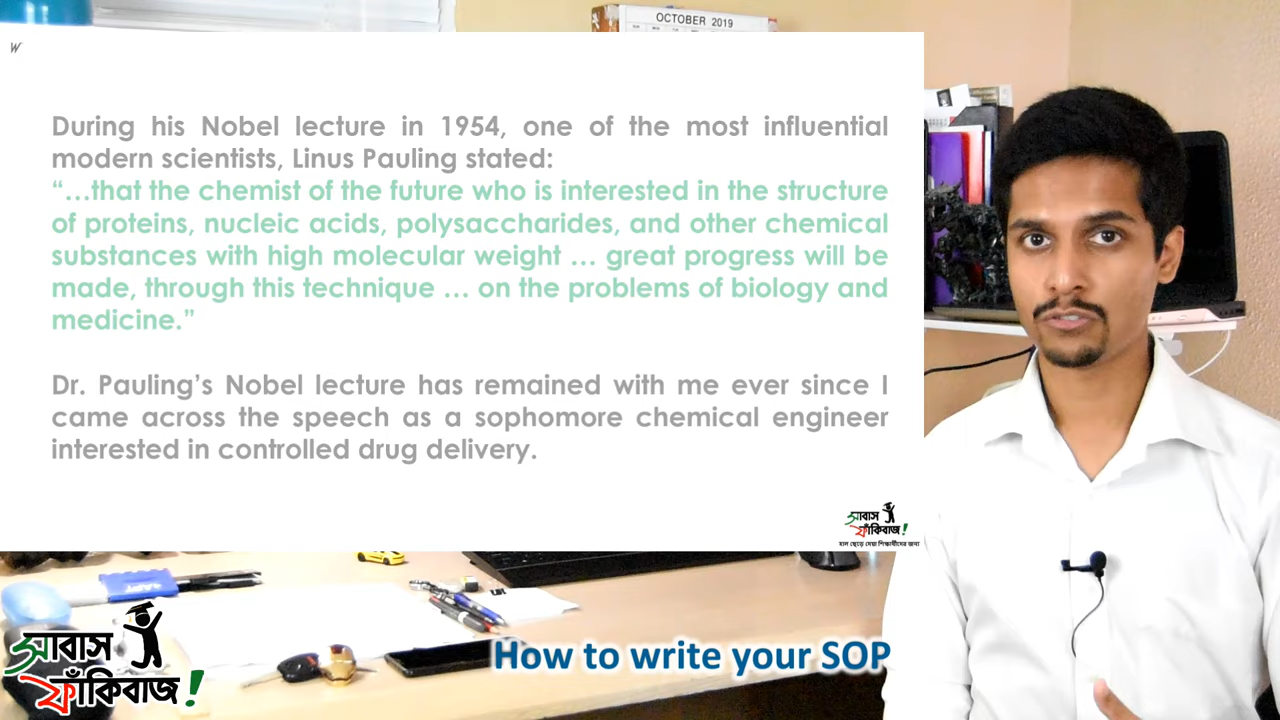 OCTOBER 2019
W
During his Nobel lecture in 1954, one of the most influential
modern scientists, Linus Pauling stated:
“…that the chemist of the future who is interested in the structure
of proteins, nucleic acids, polysaccharides, and other chemical
substances with high molecular weight … great progress will be
made, through this technique … on the problems of biology and
medicine.”
Dr. Pauling’s Nobel lecture has remained with me ever since I
came across the speech as a sophomore chemical engineer
interested in controlled drug delivery.
সাবাস
ফাঁকিবাজ!
হাল ছেড়ে দেয়া শিক্ষার্থীদের জন্য
How to write your SOP
সাবাস
ফাঁকিবাজ!